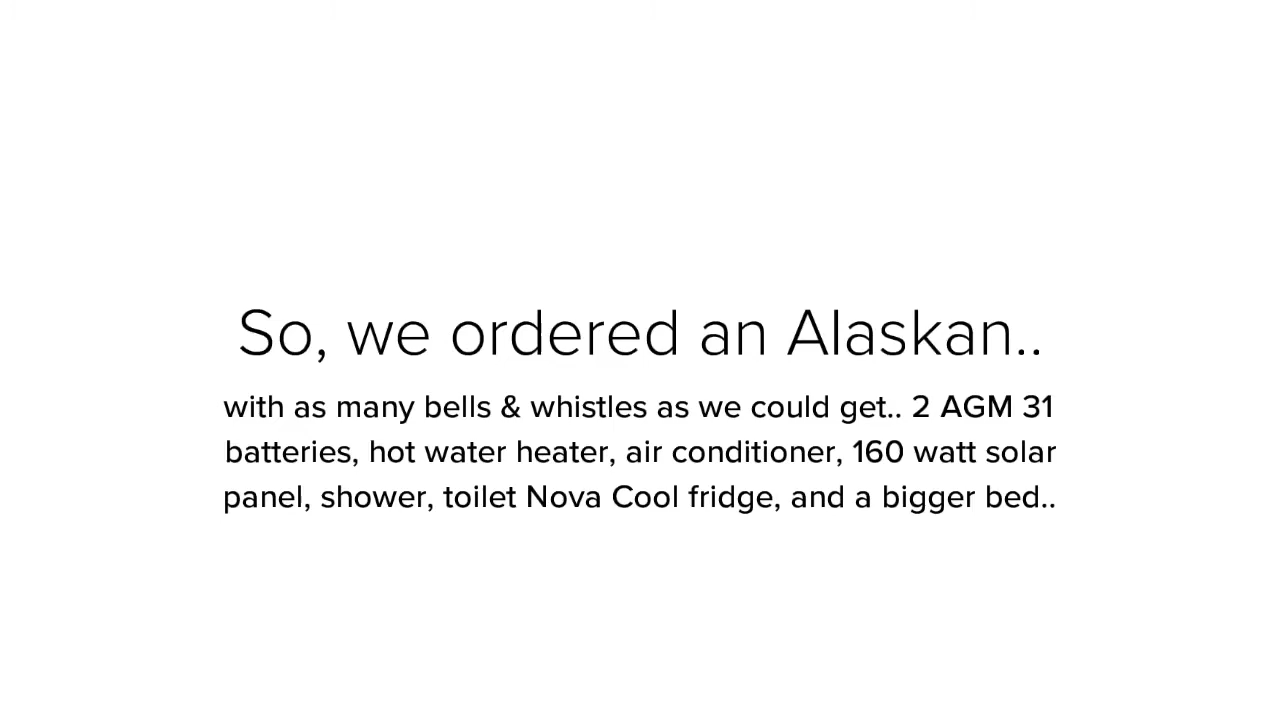 So, we ordered an Alaskan..
with as many bells & whistles as we could get.. 2 AGM 31
batteries, hot water heater, air conditioner, 160 watt solar
panel, shower, toilet Nova Cool fridge, and a bigger bed..